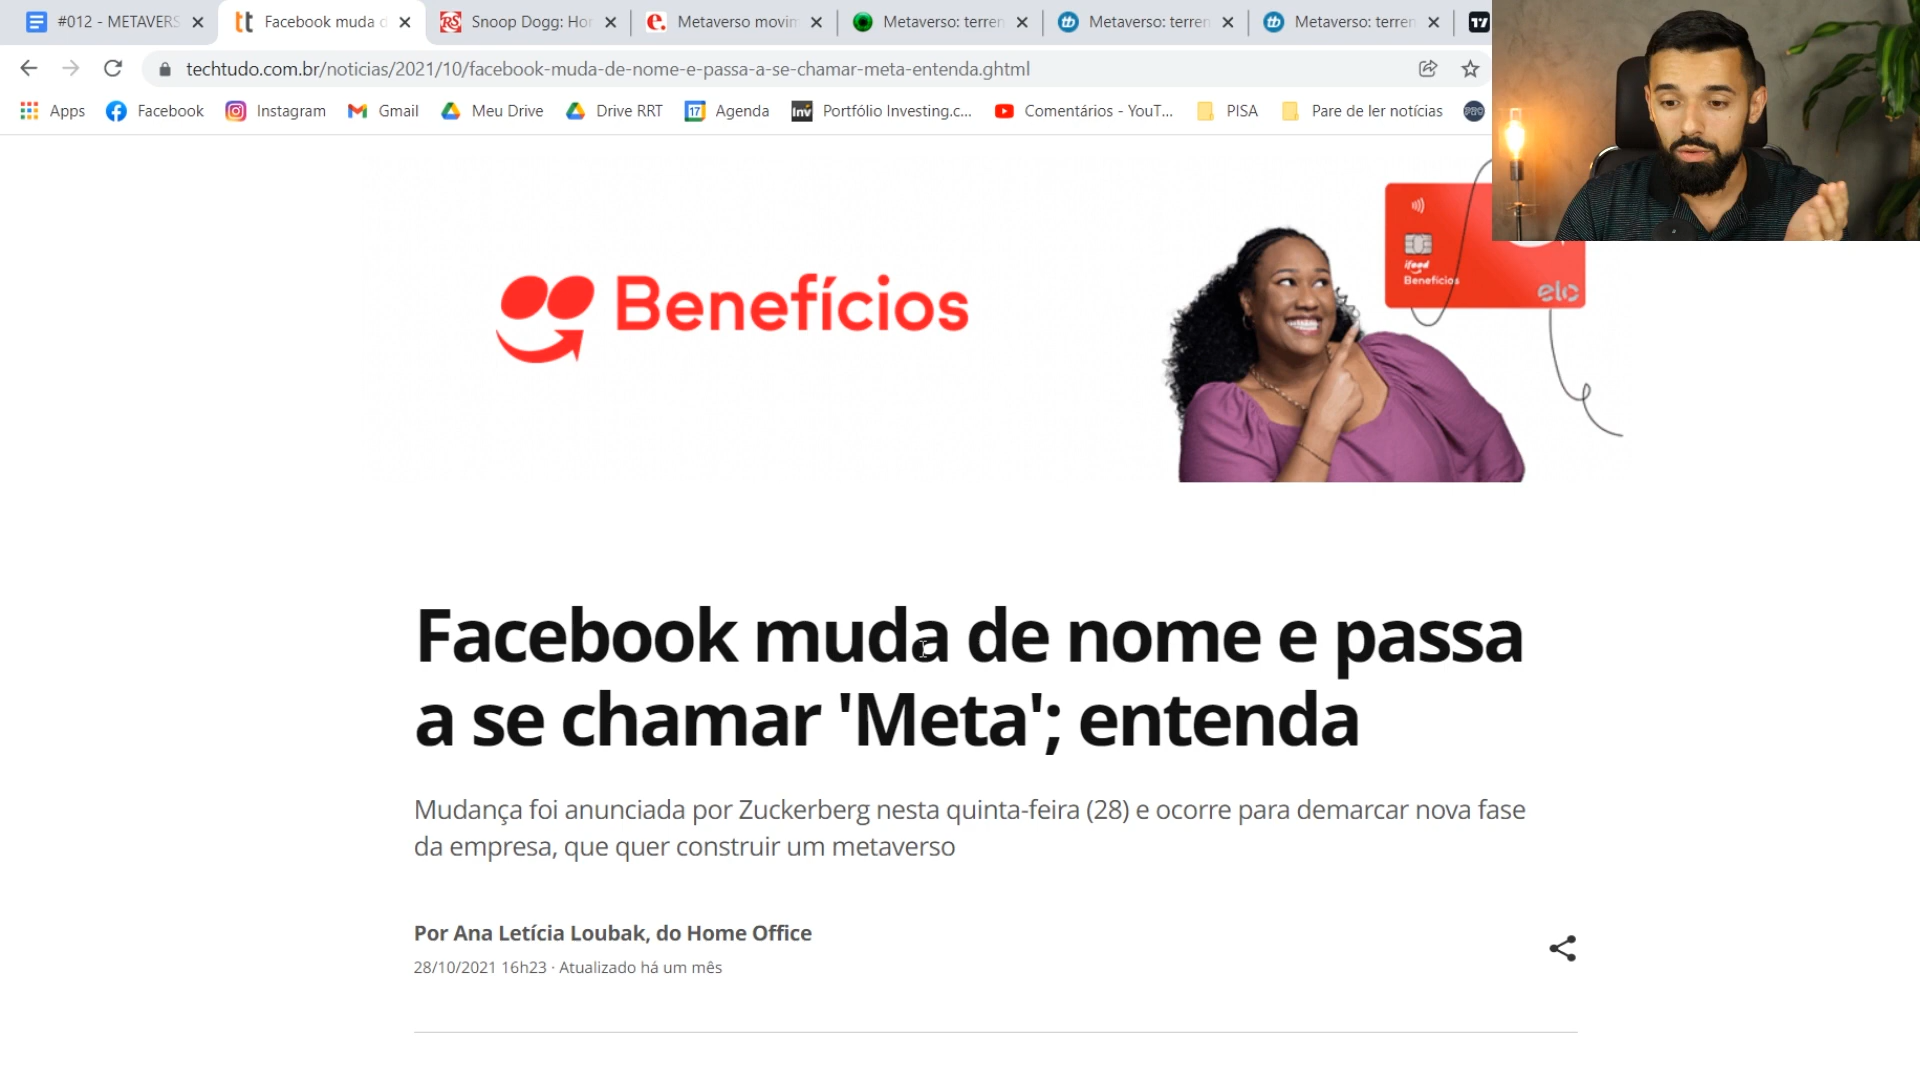 #012 - METAVERS
Facebook muda d
Snoop Dogg: Hor
Metaverso movim
Metaverso: terren
Metaverso: terren
Metaverso: terren
techtudo.com.br/noticias/2021/10/facebook-muda-de-nome-e-passa-a-se-chamar-meta-entenda.ghtml
Apps
Facebook
Instagram
Gmail
Meu Drive
Drive RRT
Agenda
Portfólio Investing.c...
Comentários - YouT...
PISA
Pare de ler notícias
Benefícios
ifood
Benefícios
elo
Facebook muda de nome e passa
a se chamar 'Meta'; entenda
Mudança foi anunciada por Zuckerberg nesta quinta-feira (28) e ocorre para demarcar nova fase
da empresa, que quer construir um metaverso
Por Ana Letícia Loubak, do Home Office
28/10/2021 16h23 · Atualizado há um mês